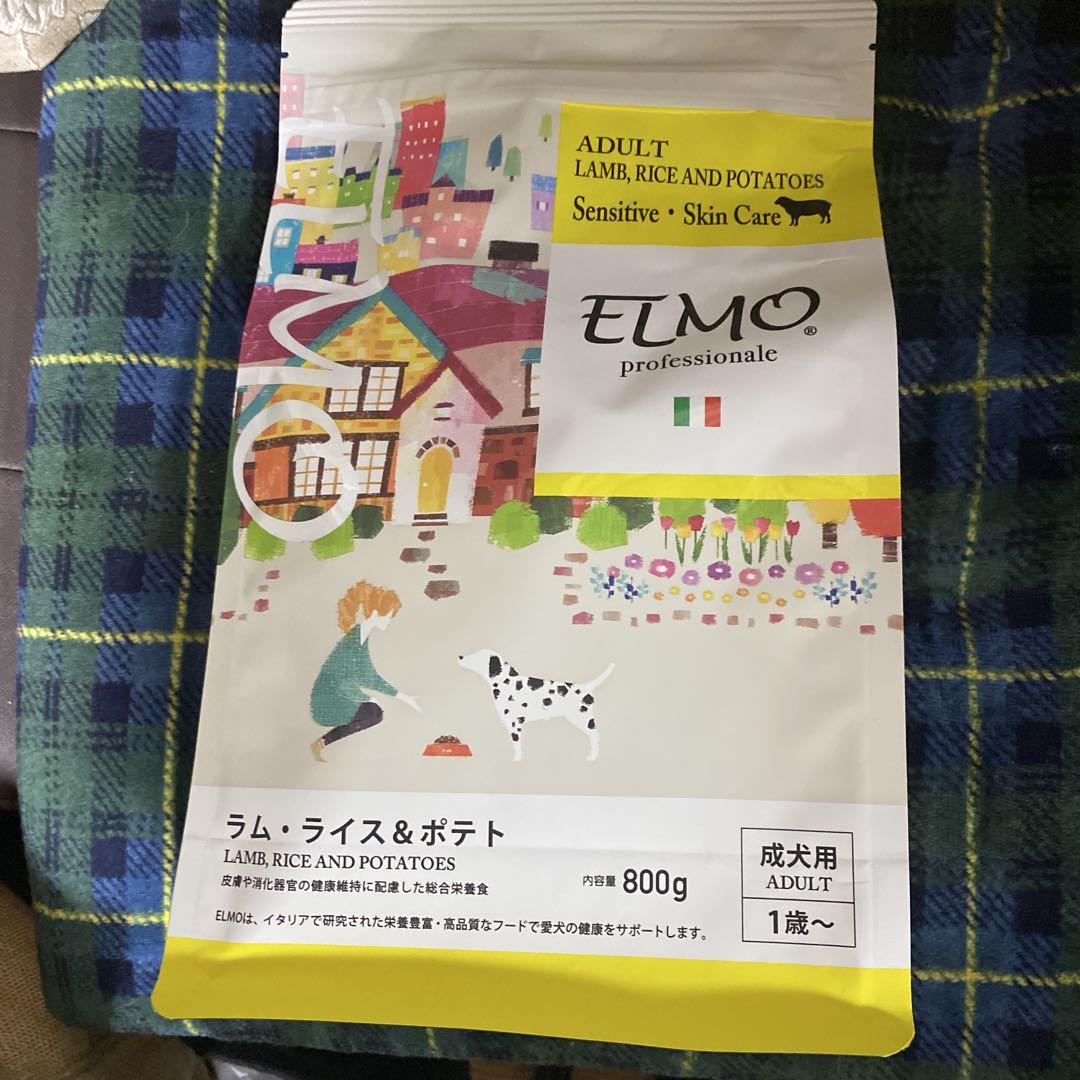 ELMO
ADULT
LAMB, RICE AND POTATOES
Sensitive・Skin Care
ELMO®
professionale
ラム・ライス＆ポテト
LAMB, RICE AND POTATOES
皮膚や消化器官の健康維持に配慮した総合栄養食
内容量 800g
ELMOは、イタリアで研究された栄養豊富・高品質なフードで愛犬の健康をサポートします。
成犬用
ADULT
1歳～